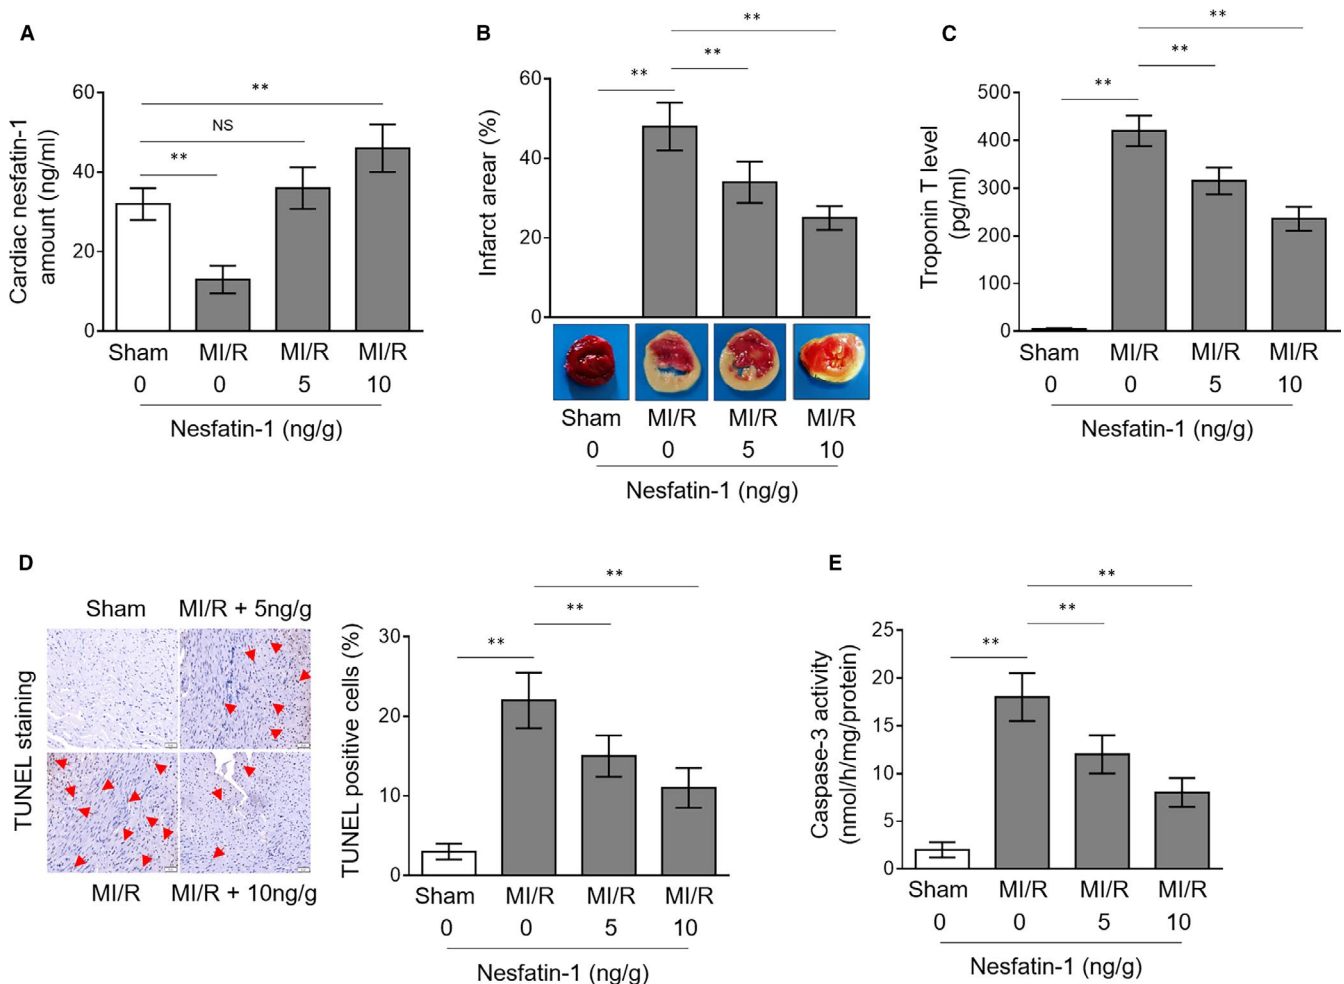 A
**
NS
**
60
40
20
0
Cardiac nesfatin-1
amount (ng/ml)
Sham MI/R MI/R MI/R
0 0 5 10
Nesfatin-1 (ng/g)
B
**
**
**
60
40
20
0
Infarct arear (%)
Sham MI/R MI/R MI/R
0 0 5 10
Nesfatin-1 (ng/g)
C
**
**
**
500
400
300
200
100
0
Troponin T level
(pg/ml)
Sham MI/R MI/R MI/R
0 0 5 10
Nesfatin-1 (ng/g)
D
Sham MI/R + 5ng/g
TUNEL staining
MI/R MI/R + 10ng/g
**
**
**
30
20
10
0
TUNEL positive cells (%)
Sham MI/R MI/R MI/R
0 0 5 10
Nesfatin-1 (ng/g)
E
**
**
**
25
20
15
10
5
0
Caspase-3 activity
(nmol/h/mg/protein)
Sham MI/R MI/R MI/R
0 0 5 10
Nesfatin-1 (ng/g)